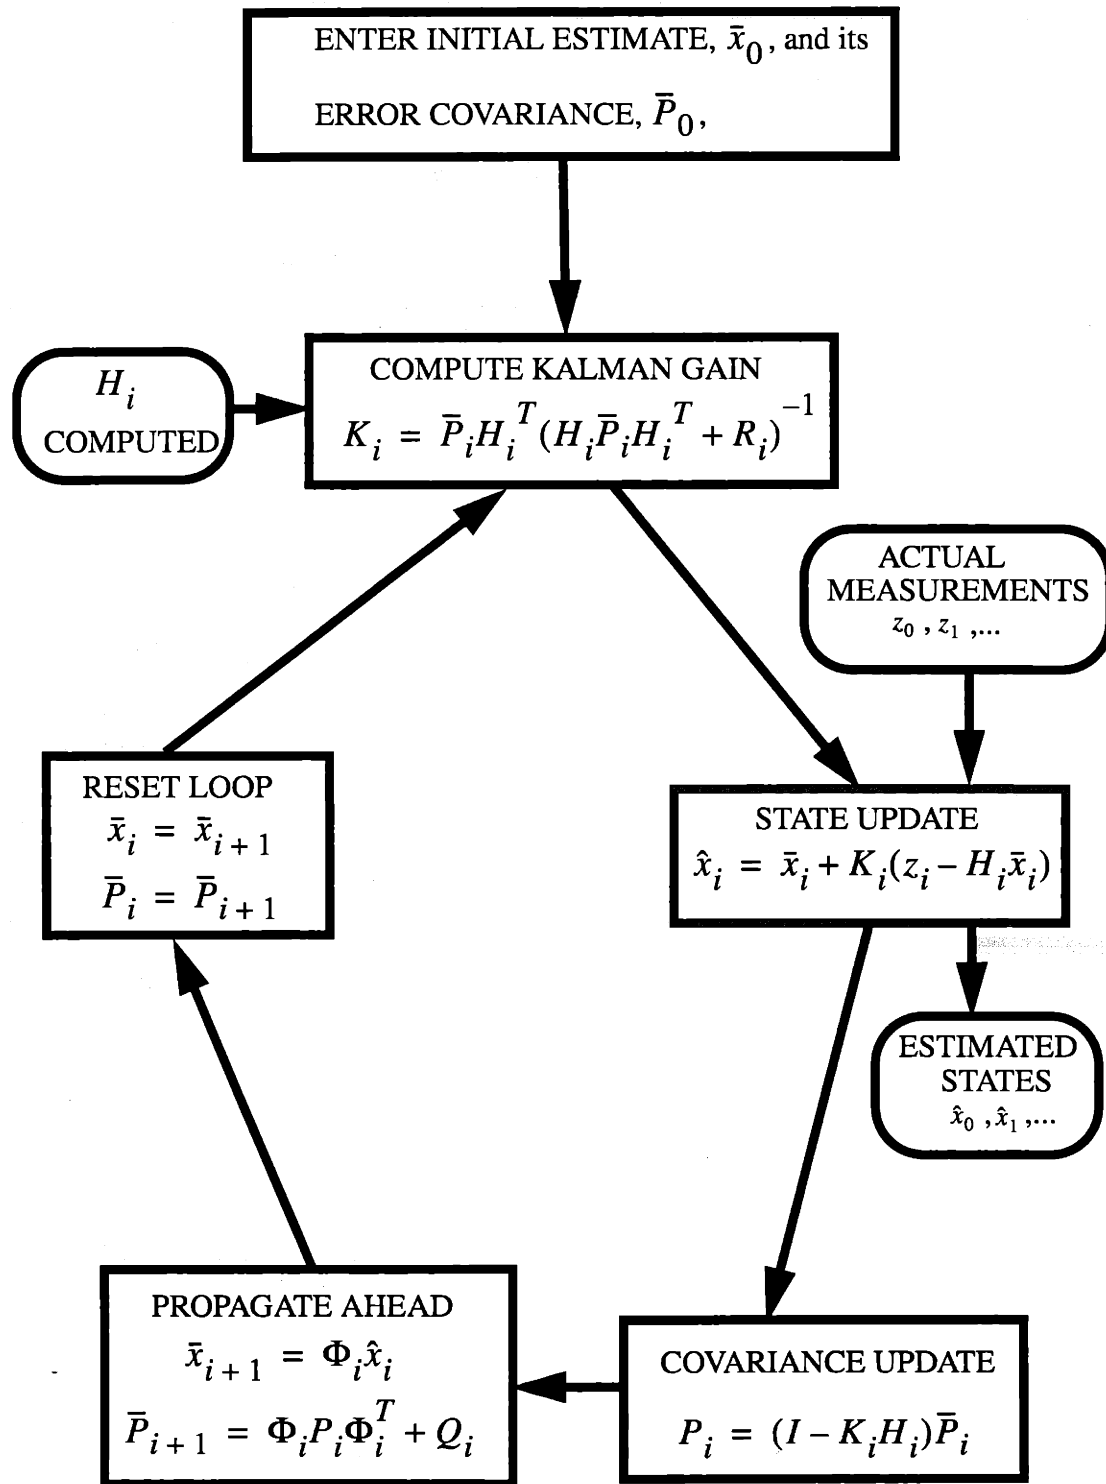 ENTER INITIAL ESTIMATE, x̄₀, and its
ERROR COVARIANCE, P̄₀,
COMPUTE KALMAN GAIN
Kᵢ = P̄ᵢHᵢᵀ(HᵢP̄ᵢHᵢᵀ + Rᵢ)⁻¹
Hᵢ
COMPUTED
ACTUAL
MEASUREMENTS
z₀ , z₁ ,...
RESET LOOP
x̄ᵢ = x̄ᵢ₊₁
P̄ᵢ = P̄ᵢ₊₁
STATE UPDATE
x̂ᵢ = x̄ᵢ + Kᵢ(zᵢ – Hᵢx̄ᵢ)
ESTIMATED
STATES
x̂₀ , x̂₁ ,...
PROPAGATE AHEAD
x̄ᵢ₊₁ = Φᵢx̂ᵢ
P̄ᵢ₊₁ = ΦᵢPᵢΦᵢᵀ + Qᵢ
COVARIANCE UPDATE
Pᵢ = (I – KᵢHᵢ)P̄ᵢ